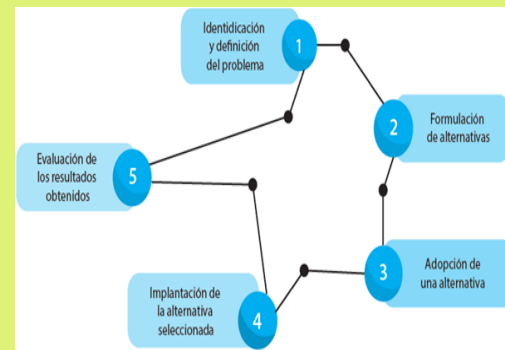 Identidicación
y definición
del problema
1
2
Formulación
de alternativas
3
Adopción de
una alternativa
Implantación de
la alternativa
seleccionada
4
Evaluación de
los resultados
obtenidos
5